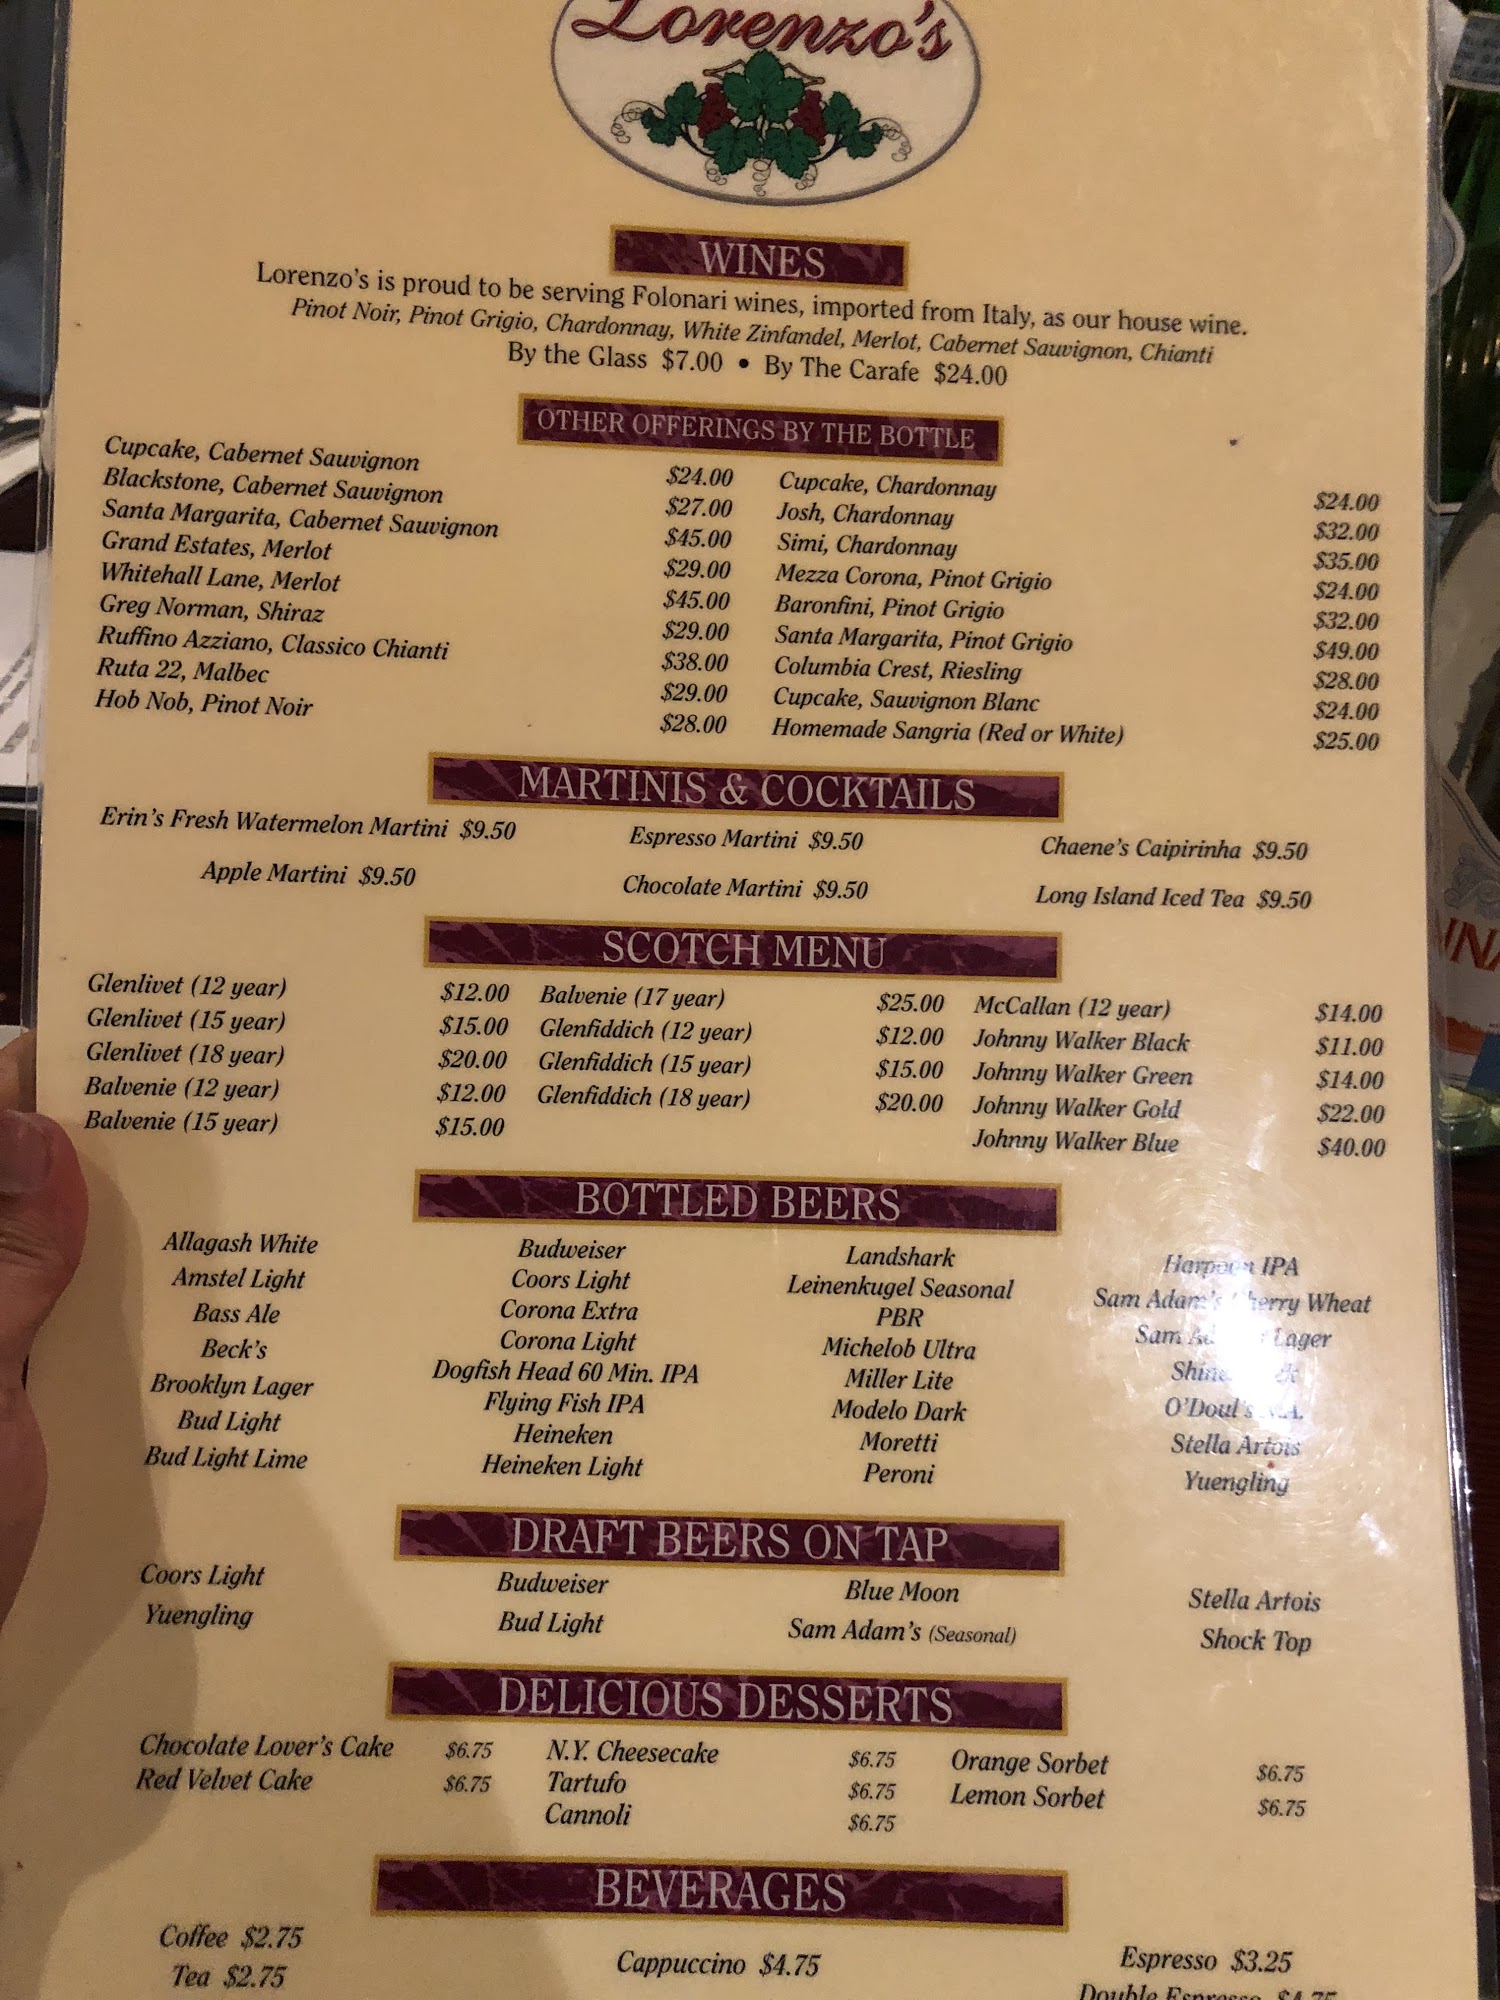 Lorenzo's
WINES
Lorenzo's is proud to be serving Folonari wines, imported from Italy, as our house wine.
Pinot Noir, Pinot Grigio, Chardonnay, White Zinfandel, Merlot, Cabernet Sauvignon, Chianti
By the Glass $7.00 • By The Carafe $24.00
OTHER OFFERINGS BY THE BOTTLE
Cupcake, Cabernet Sauvignon $24.00
Blackstone, Cabernet Sauvignon $27.00
Santa Margarita, Cabernet Sauvignon $45.00
Grand Estates, Merlot $29.00
Whitehall Lane, Merlot $45.00
Greg Norman, Shiraz $29.00
Ruffino Azziano, Classico Chianti $38.00
Ruta 22, Malbec $29.00
Hob Nob, Pinot Noir $28.00
Cupcake, Chardonnay $24.00
Josh, Chardonnay $32.00
Simi, Chardonnay $35.00
Mezza Corona, Pinot Grigio $24.00
Baronfini, Pinot Grigio $32.00
Santa Margarita, Pinot Grigio $49.00
Columbia Crest, Riesling $28.00
Cupcake, Sauvignon Blanc $24.00
Homemade Sangria (Red or White) $25.00
MARTINIS & COCKTAILS
Erin's Fresh Watermelon Martini $9.50
Espresso Martini $9.50
Chaene's Caipirinha $9.50
Apple Martini $9.50
Chocolate Martini $9.50
Long Island Iced Tea $9.50
SCOTCH MENU
Glenlivet (12 year) $12.00
Glenlivet (15 year) $15.00
Glenlivet (18 year) $20.00
Balvenie (12 year) $12.00
Balvenie (15 year) $15.00
Balvenie (17 year) $25.00
Glenfiddich (12 year) $12.00
Glenfiddich (15 year) $15.00
Glenfiddich (18 year) $20.00
McCallan (12 year) $14.00
Johnny Walker Black $11.00
Johnny Walker Green $14.00
Johnny Walker Gold $22.00
Johnny Walker Blue $40.00
BOTTLED BEERS
Allagash White
Amstel Light
Bass Ale
Beck's
Brooklyn Lager
Bud Light
Bud Light Lime
Budweiser
Coors Light
Corona Extra
Corona Light
Dogfish Head 60 Min. IPA
Flying Fish IPA
Heineken
Heineken Light
Landshark
Leinenkugel Seasonal
PBR
Michelob Ultra
Miller Lite
Modelo Dark
Moretti
Peroni
Harpoon IPA
Sam Adam's Cherry Wheat
Sam Lager
O'Doul's N.A.
Stella Artois
Yuengling
DRAFT BEERS ON TAP
Coors Light
Yuengling
Budweiser
Bud Light
Blue Moon
Sam Adam's (Seasonal)
Stella Artois
Shock Top
DELICIOUS DESSERTS
Chocolate Lover's Cake $6.75
Red Velvet Cake $6.75
N.Y. Cheesecake $6.75
Tartufo $6.75
Cannoli $6.75
Orange Sorbet $6.75
Lemon Sorbet $6.75
BEVERAGES
Coffee $2.75
Tea $2.75
Cappuccino $4.75
Espresso $3.25
Double Espresso $4.75